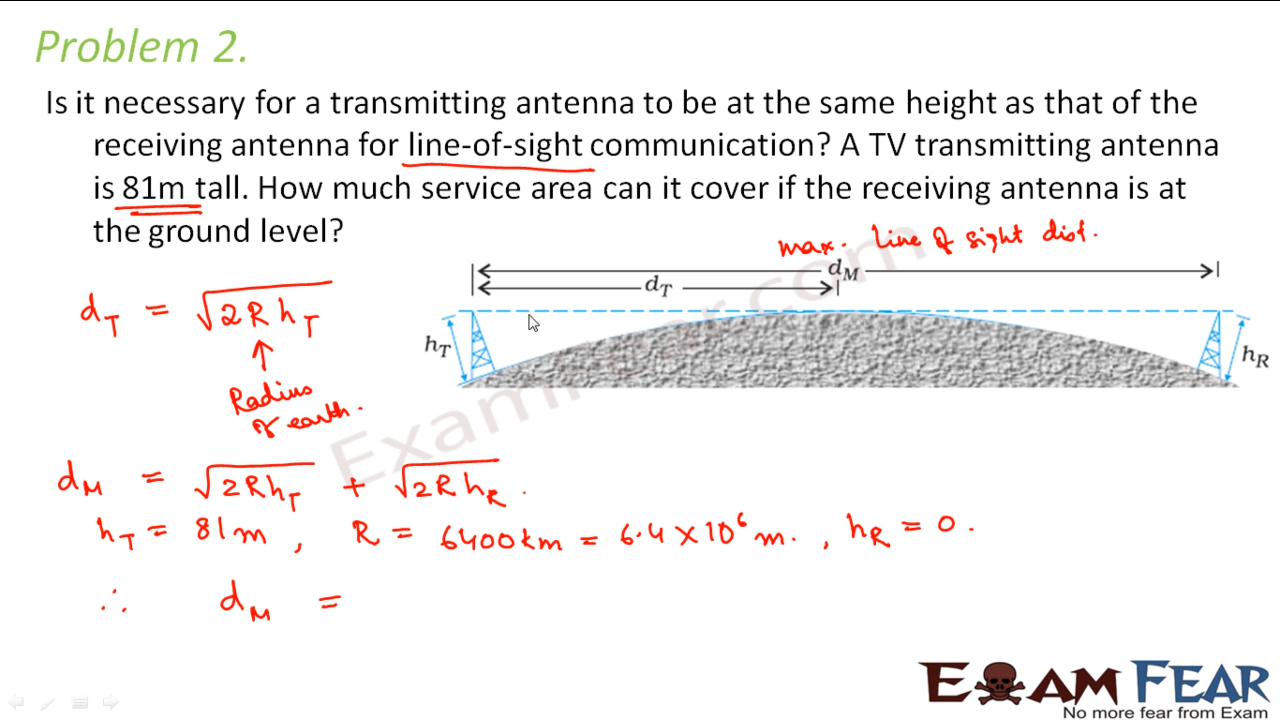 Problem 2.
Is it necessary for a transmitting antenna to be at the same height as that of the
receiving antenna for line-of-sight communication? A TV transmitting antenna
is 81m tall. How much service area can it cover if the receiving antenna is at
the ground level?
max. line of sight dist.
d_M
d_T
d_T = √2Rh_T
h_T
h_R
Radius
of earth.
Examfear.com
d_M = √2Rh_T + √2Rh_R.
h_T = 81m, R = 6400km = 6.4 × 10⁶ m. , h_R = 0.
∴ d_M =
EXAM FEAR
No more fear from Exam